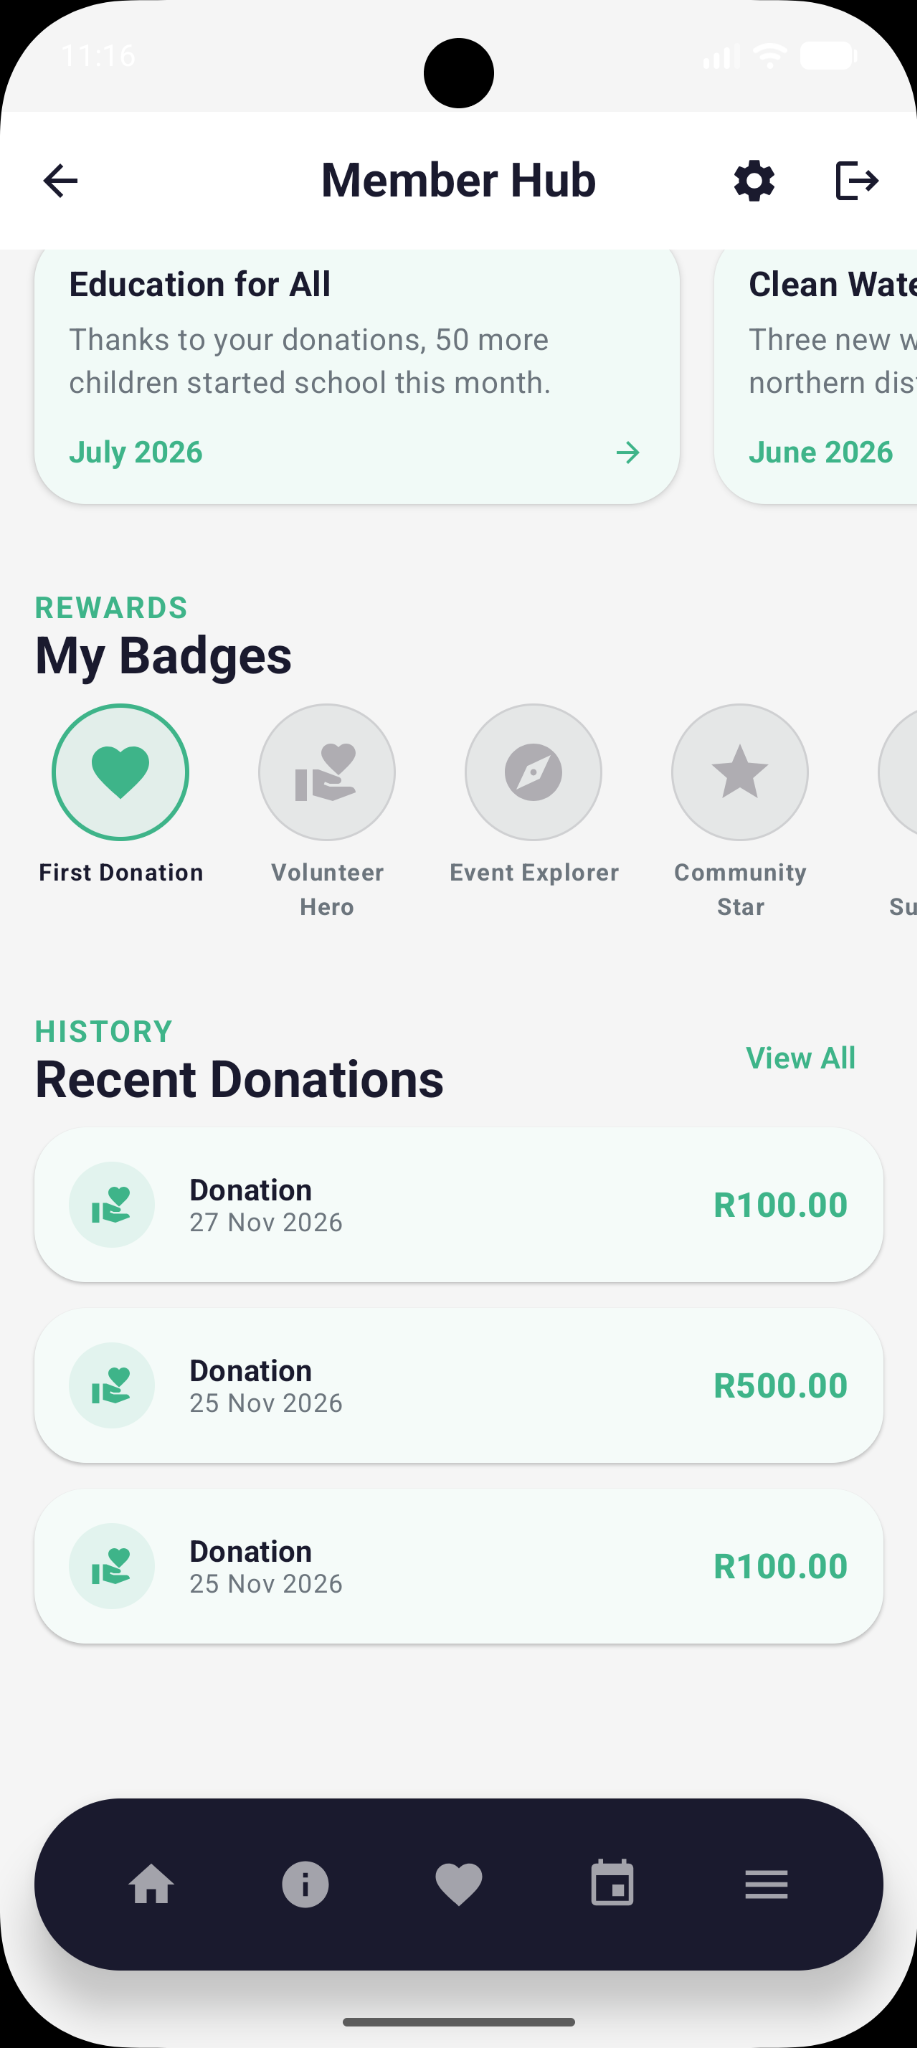 11:16
Member Hub
Education for All
Thanks to your donations, 50 more
children started school this month.
July 2026
Clean Wate
Three new w
northern dis
June 2026
REWARDS
My Badges
First Donation
Volunteer
Hero
Event Explorer
Community
Star
Su
HISTORY
Recent Donations
View All
Donation
27 Nov 2026
R100.00
Donation
25 Nov 2026
R500.00
Donation
25 Nov 2026
R100.00